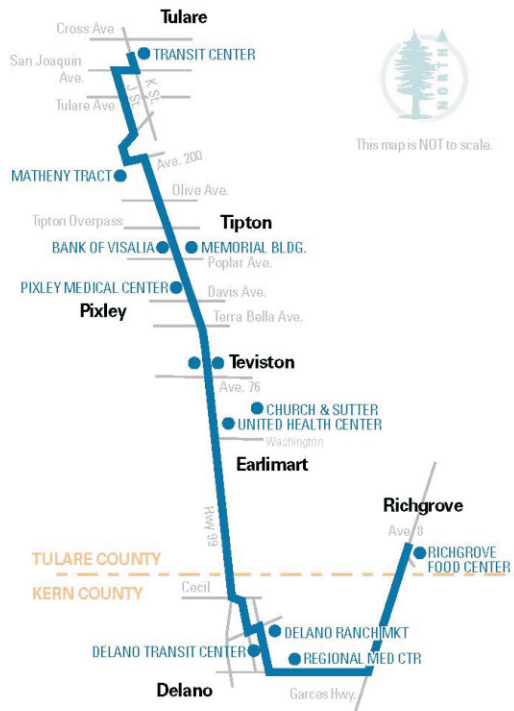 Tulare
Cross Ave
TRANSIT CENTER
San Joaquin
Ave.
K St.
J St.
Tulare Ave
NORTH
This map is NOT to scale.
Ave. 200
MATHENY TRACT
Olive Ave.
Tipton Overpass
Tipton
BANK OF VISALIA
MEMORIAL BLDG.
Poplar Ave.
PIXLEY MEDICAL CENTER
Davis Ave.
Pixley
Terra Bella Ave.
Teviston
Ave. 76
CHURCH & SUTTER
UNITED HEALTH CENTER
Washington
Earlimart
Richgrove
Hwy 99
Ave. 8
RICHGROVE
FOOD CENTER
TULARE COUNTY
KERN COUNTY
Cecil
DELANO RANCH MKT
DELANO TRANSIT CENTER
REGIONAL MED CTR
Delano
Garces Hwy.